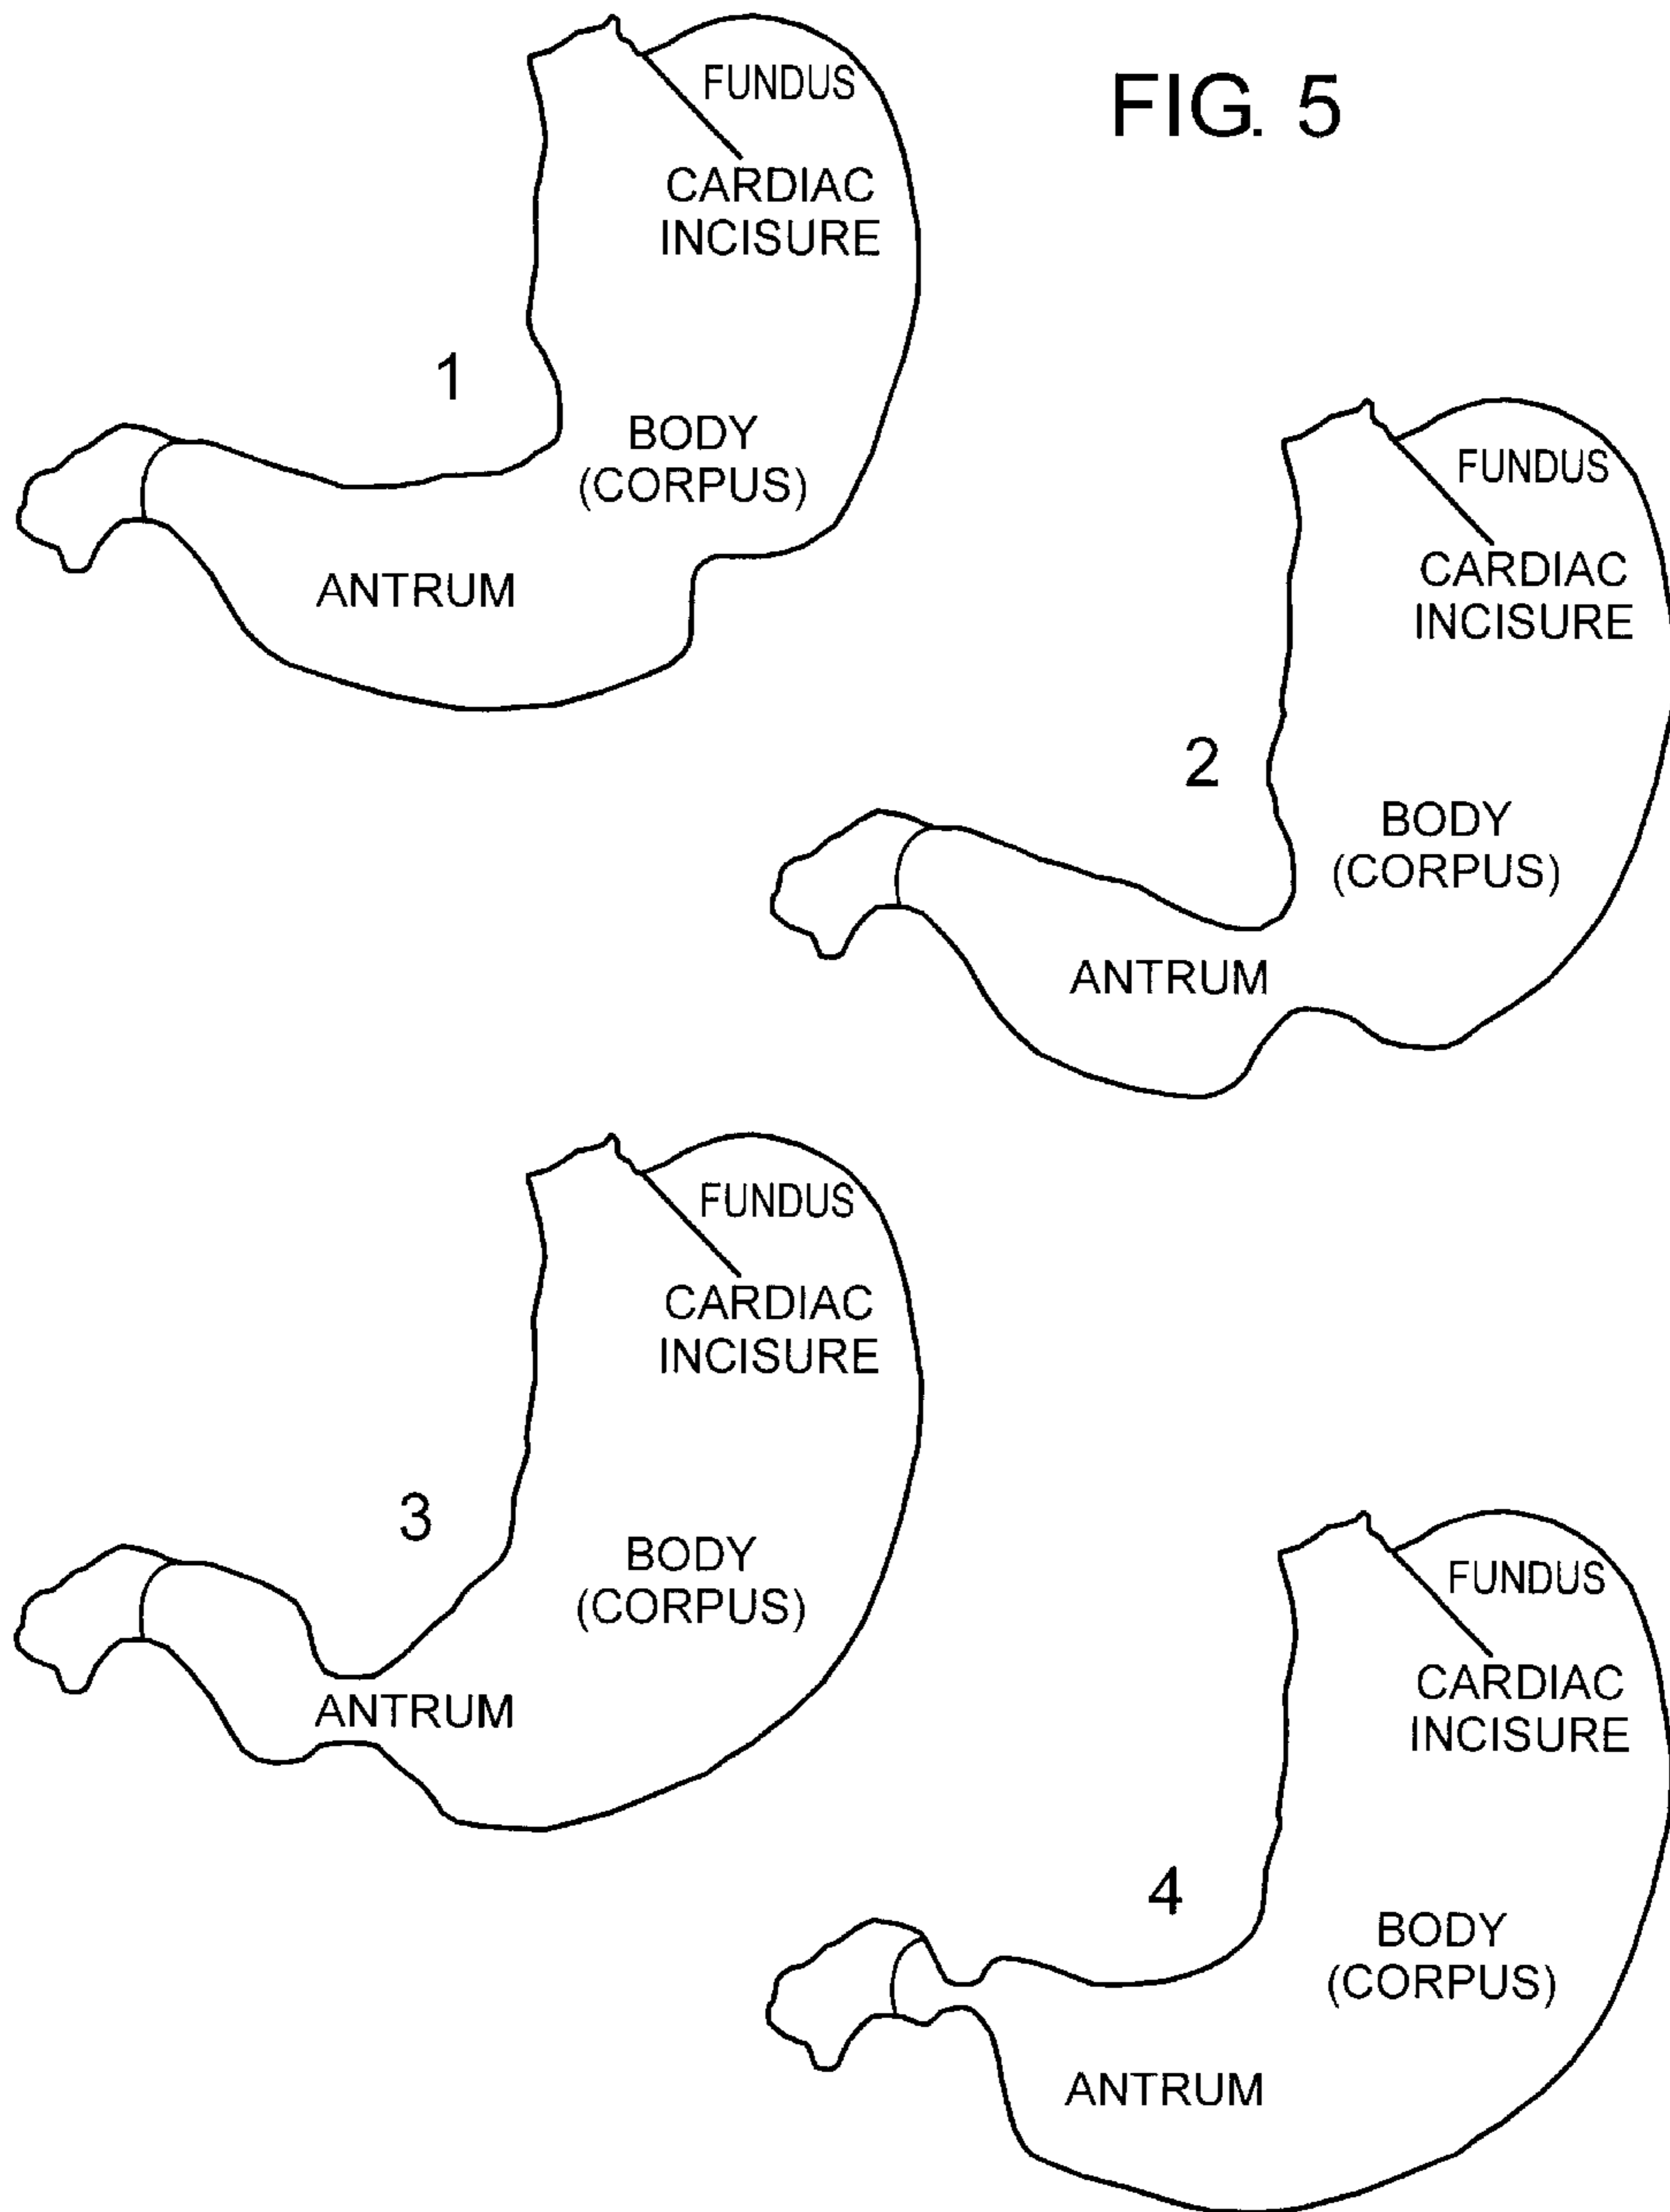 FIG. 5
FUNDUS
CARDIAC
INCISURE
1
BODY
(CORPUS)
ANTRUM
FUNDUS
CARDIAC
INCISURE
2
BODY
(CORPUS)
ANTRUM
FUNDUS
CARDIAC
INCISURE
3
BODY
(CORPUS)
ANTRUM
FUNDUS
CARDIAC
INCISURE
4
BODY
(CORPUS)
ANTRUM